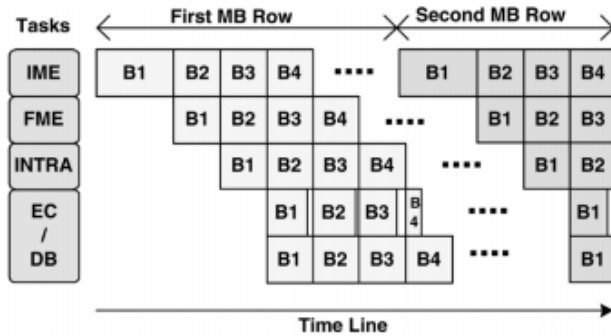 Tasks First MB Row Second MB Row
IME B1 B2 B3 B4 .... B1 B2 B3 B4
FME B1 B2 B3 B4 .... B1 B2 B3
INTRA B1 B2 B3 B4 .... B1 B2
EC / DB
B1 B2 B3 B4 .... B1
B1 B2 B3 B4 .... B1
Time Line